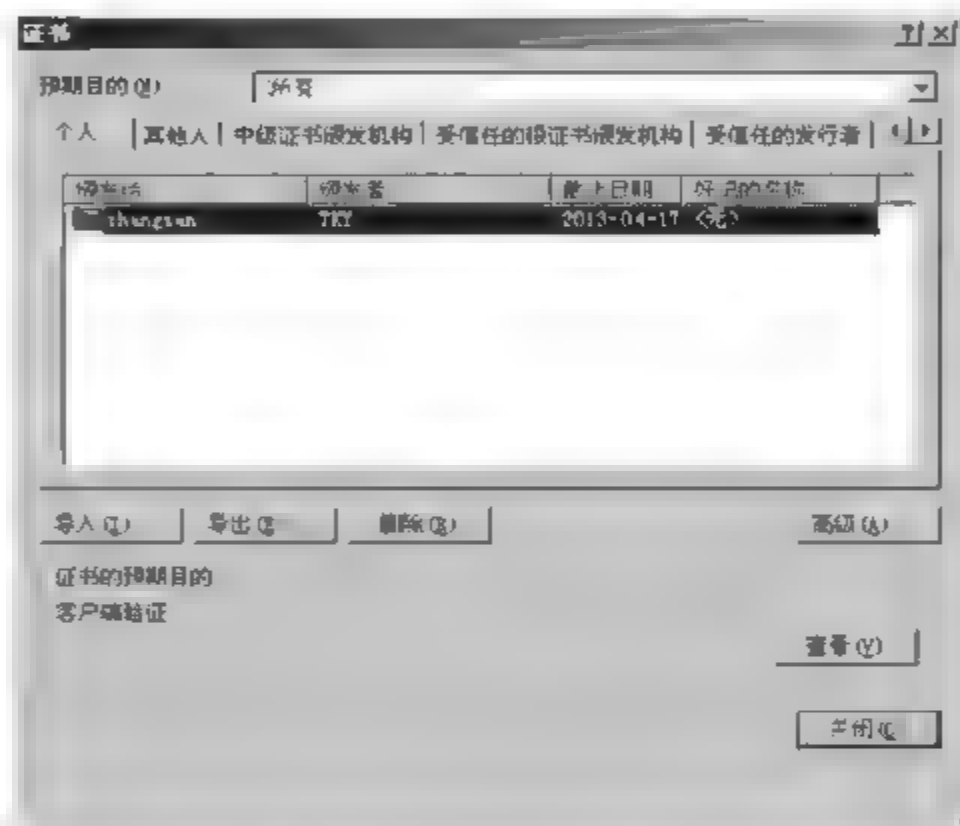 证书
预期目的(N)
所有
个人 其他人 中级证书颁发机构 受信任的根证书颁发机构 受信任的发行者
颁发给 颁发者 截止日期 好记的名称
TKY 2013-04-17 <无>
导入(I) 导出(E 删除(R) 高级(A)
证书的预期目的
客户端验证
查看(V)
关闭(C